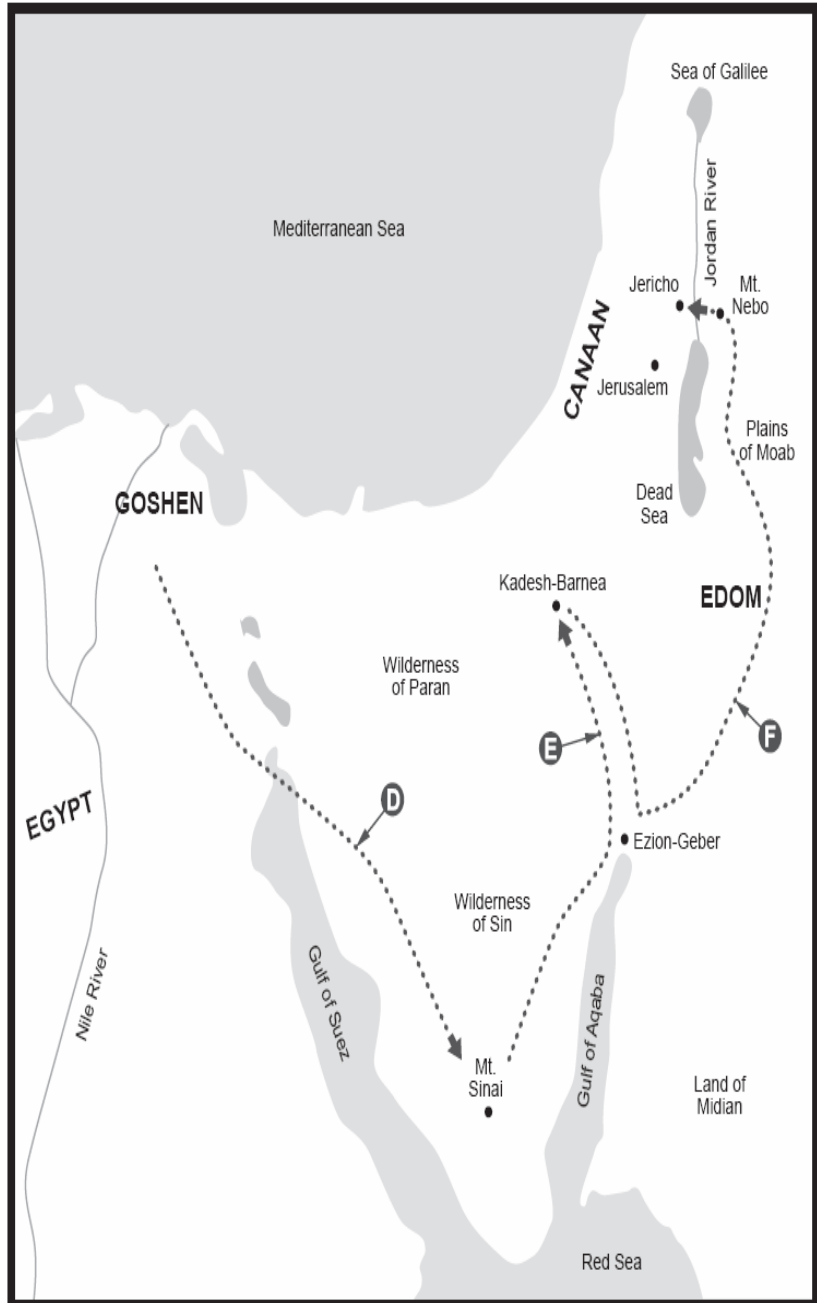 Sea of Galilee
Mediterranean Sea
Jordan River
Jericho
Mt.
Nebo
CANAAN
Jerusalem
Plains
of Moab
GOSHEN
Dead
Sea
Kadesh-Barnea
EDOM
Wilderness
of Paran
E
F
D
EGYPT
Ezion-Geber
Wilderness
of Sin
Nile River
Gulf of Suez
Gulf of Aqaba
Mt.
Sinai
Land of
Midian
Red Sea